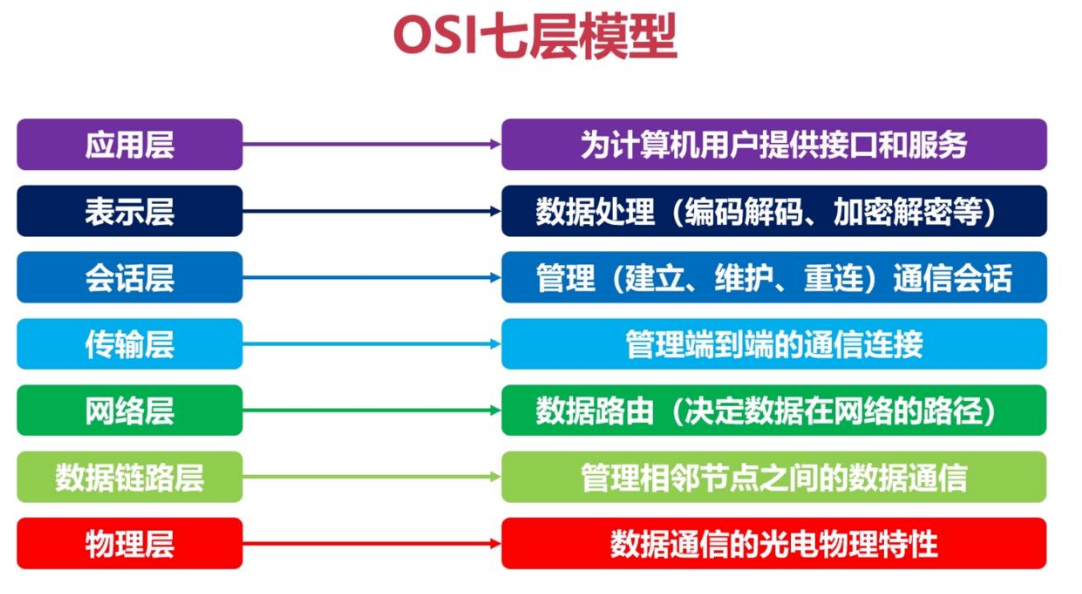 OSI七层模型
应用层
为计算机用户提供接口和服务
表示层
数据处理（编码解码、加密解密等）
会话层
管理（建立、维护、重连）通信会话
传输层
管理端到端的通信连接
网络层
数据路由（决定数据在网络的路径）
数据链路层
管理相邻节点之间的数据通信
物理层
数据通信的光电物理特性